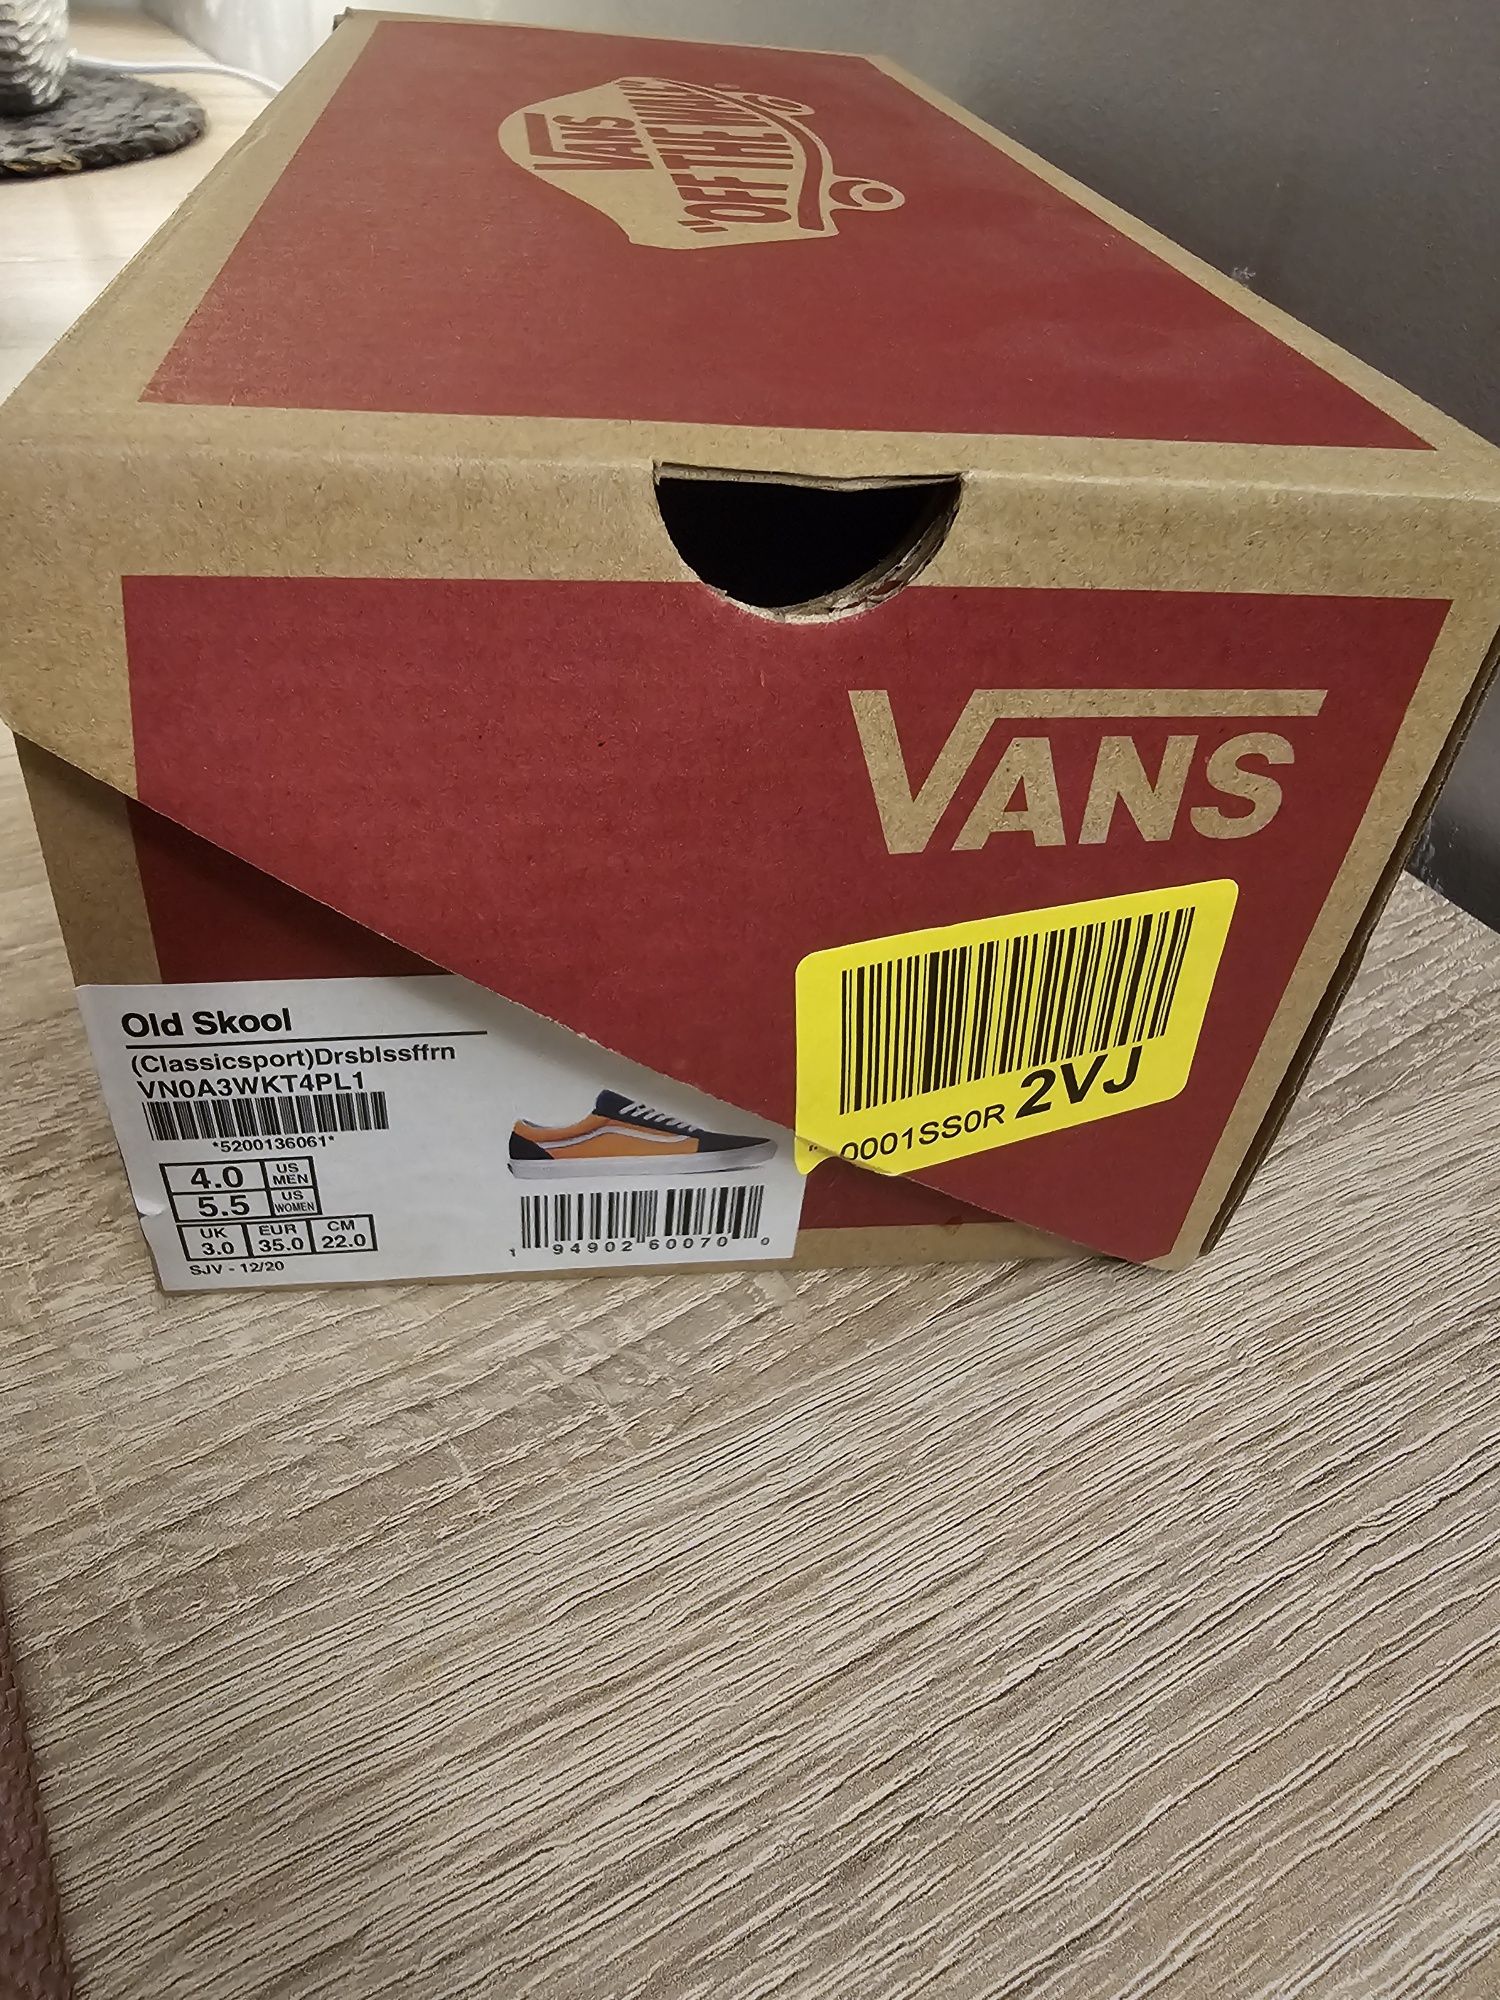 VANS
"OFF THE WALL"
VANS
2VJ
0001SS0R
Old Skool
(Classicsport)Drsblssffrn
VN0A3WKT4PL1
*5200136061*
4.0 US MEN
5.5 US WOMEN
UK EUR CM
3.0 35.0 22.0
SJV - 12/20
1 94902 60070 0